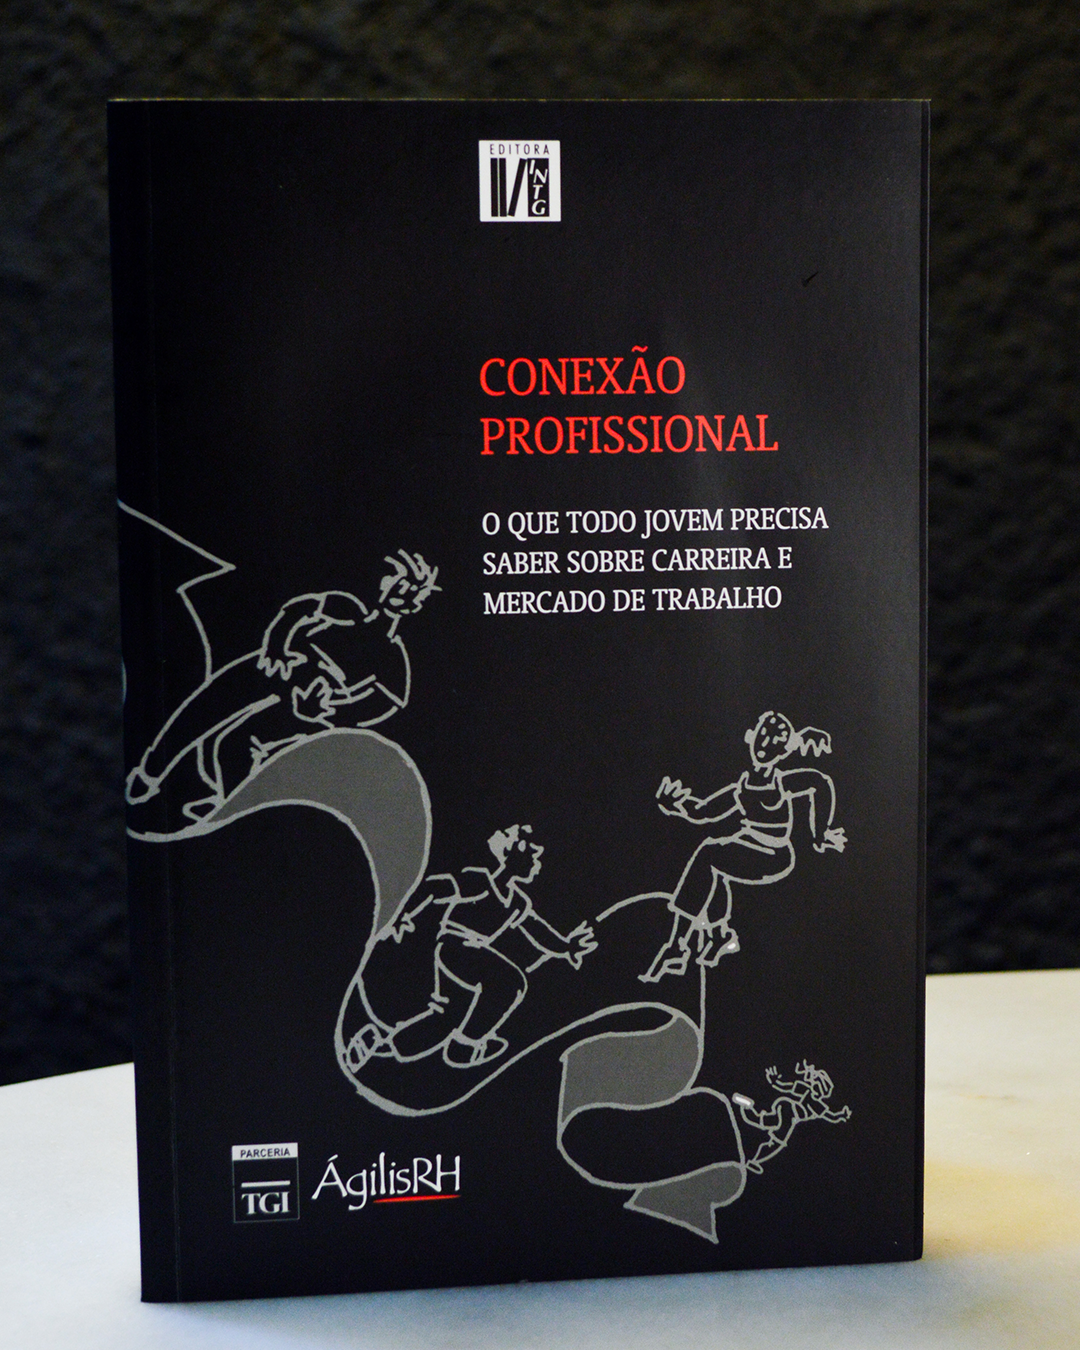 EDITORA
INTG
CONEXÃO
PROFISSIONAL
O QUE TODO JOVEM PRECISA
SABER SOBRE CARREIRA E
MERCADO DE TRABALHO
PARCERIA
TGI
ÁgilisRH